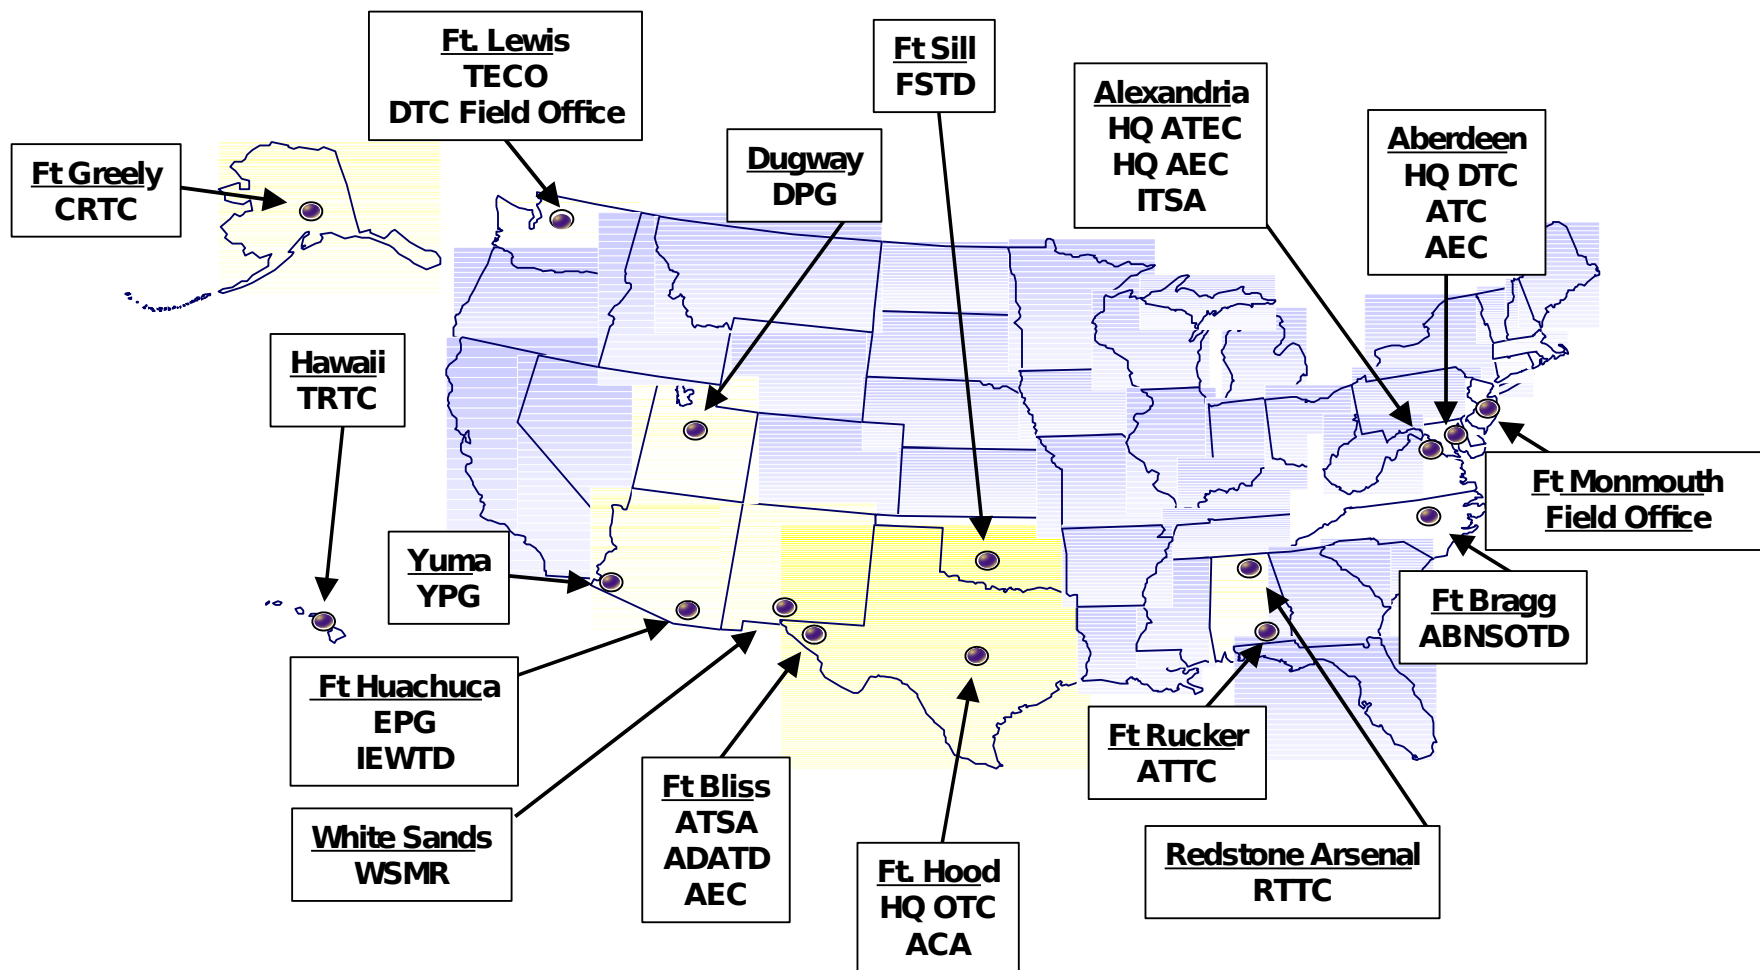 Ft. Lewis
TECO
DTC Field Office
Ft Sill
FSTD
Alexandria
HQ ATEC
HQ AEC
ITSA
Aberdeen
HQ DTC
ATC
AEC
Dugway
DPG
Ft Greely
CRTC
Hawaii
TRTC
Ft Monmouth
Field Office
Yuma
YPG
Ft Bragg
ABNSOTD
Ft Huachuca
EPG
IEWTD
Ft Rucker
ATTC
White Sands
WSMR
Ft Bliss
ATSA
ADATD
AEC
Ft. Hood
HQ OTC
ACA
Redstone Arsenal
RTTC